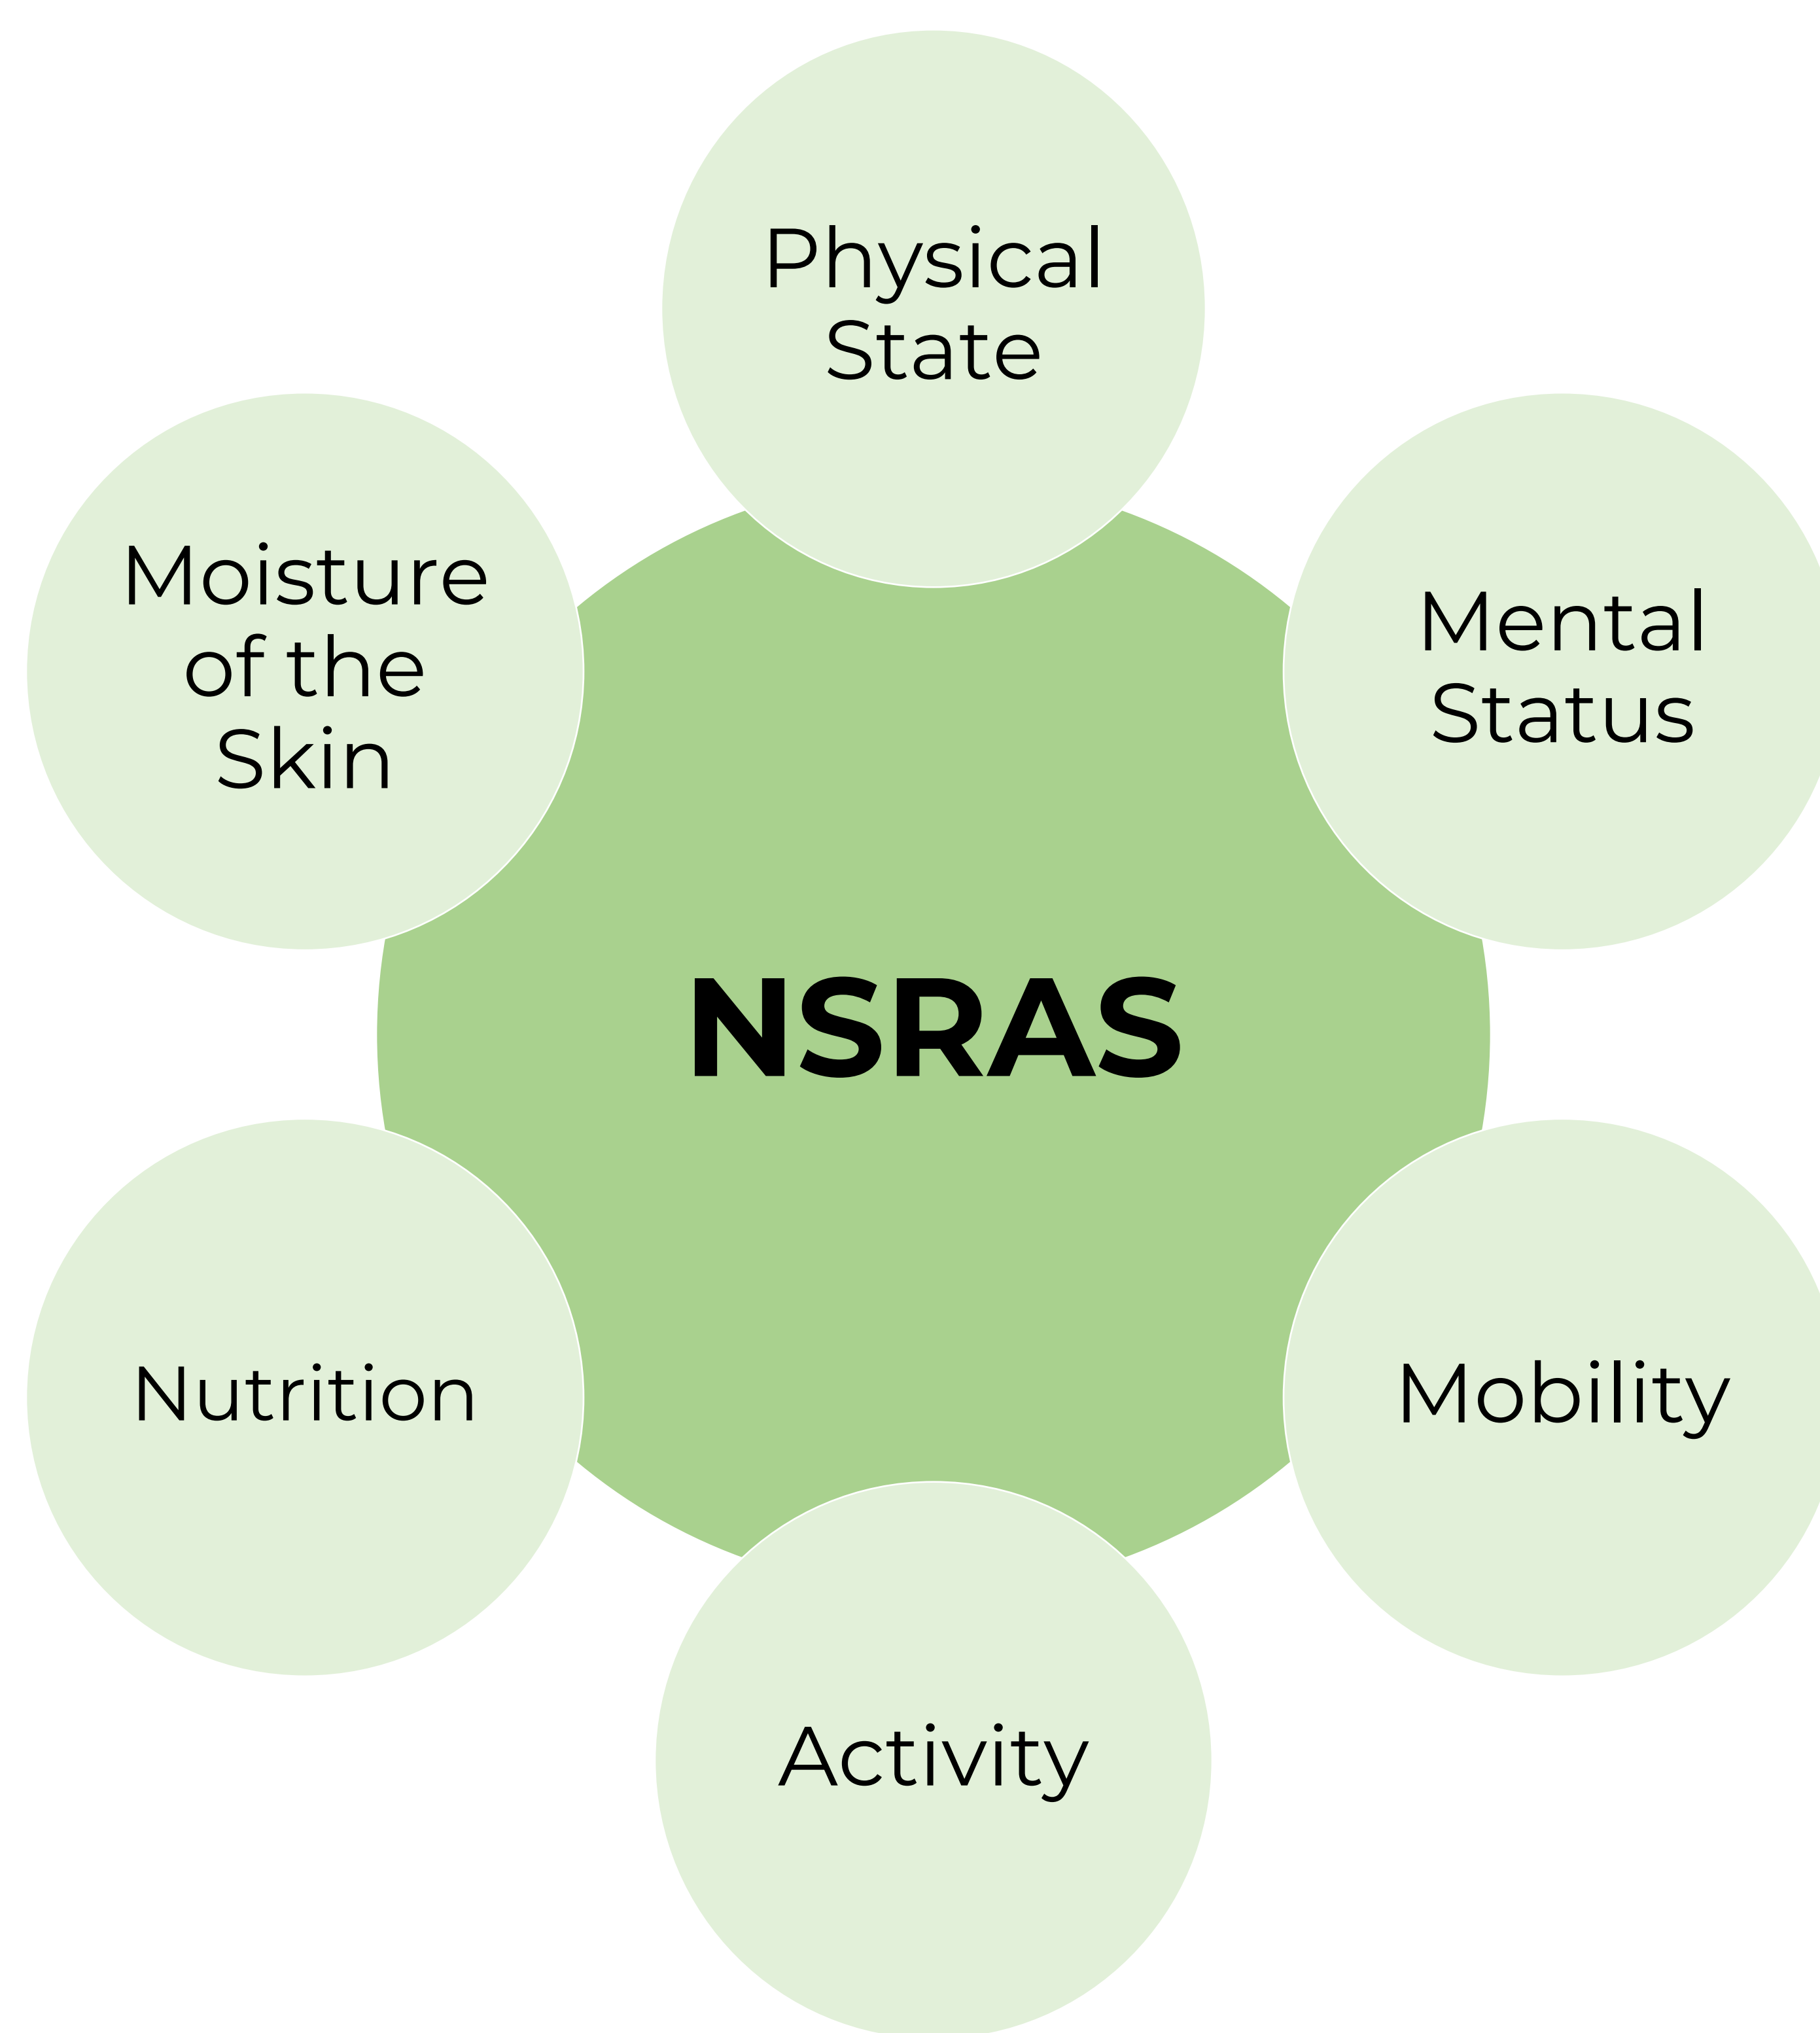 Physical
State
Mental
Status
Mobility
Activity
Nutrition
Moisture
of the
Skin
NSRAS